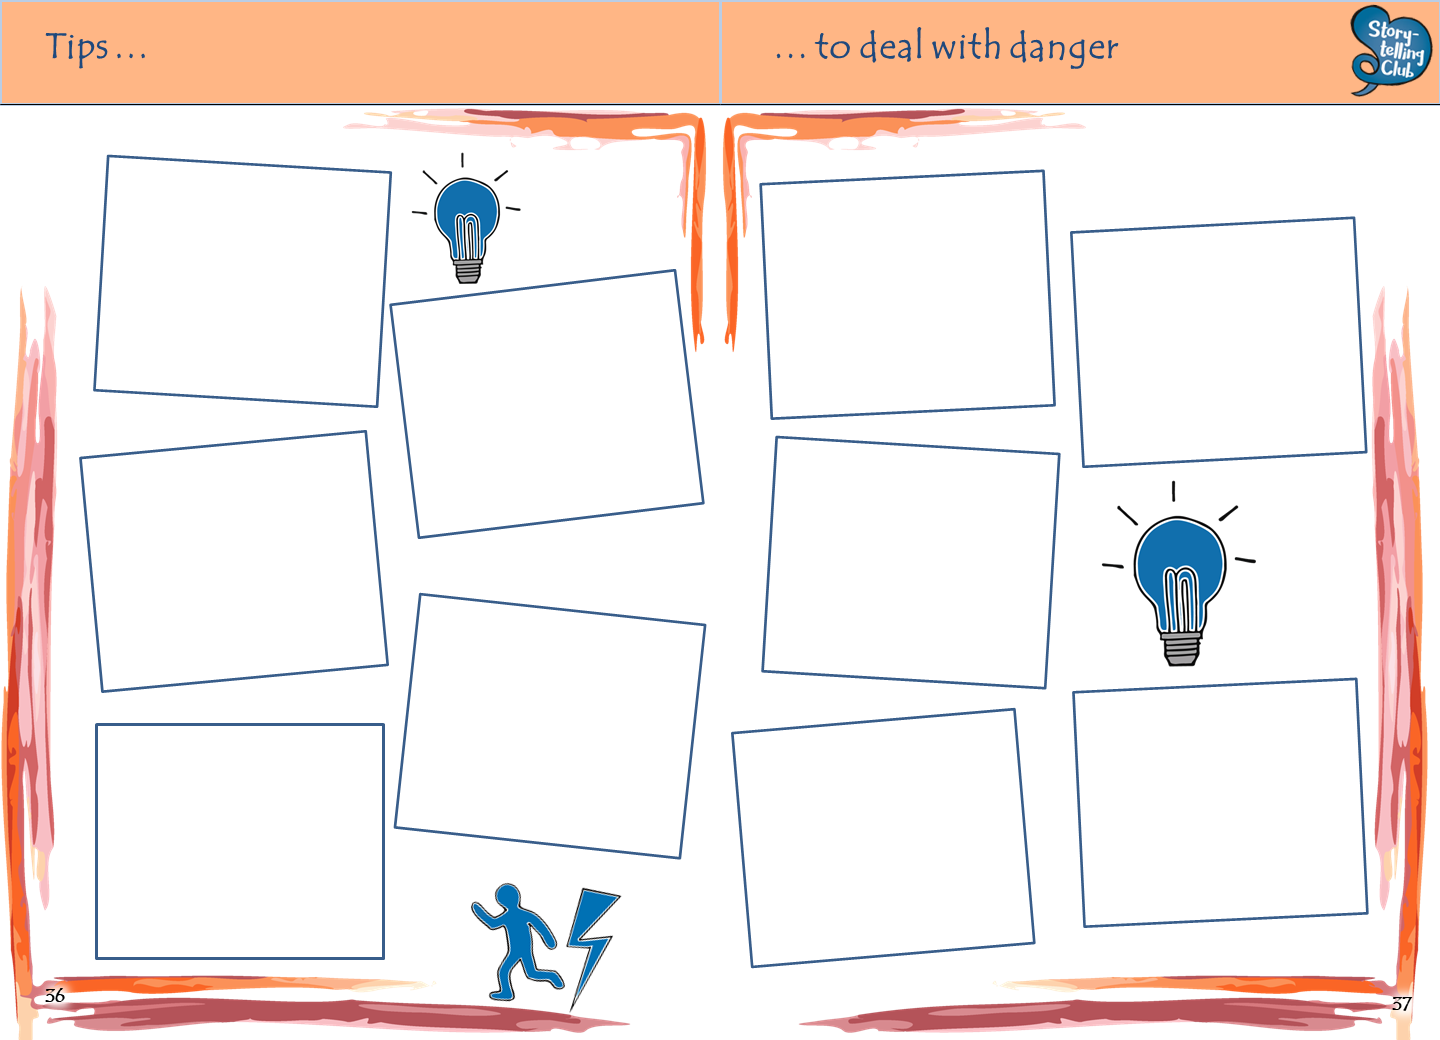 Tips ...
... to deal with danger
Story-
telling
Club
36
37